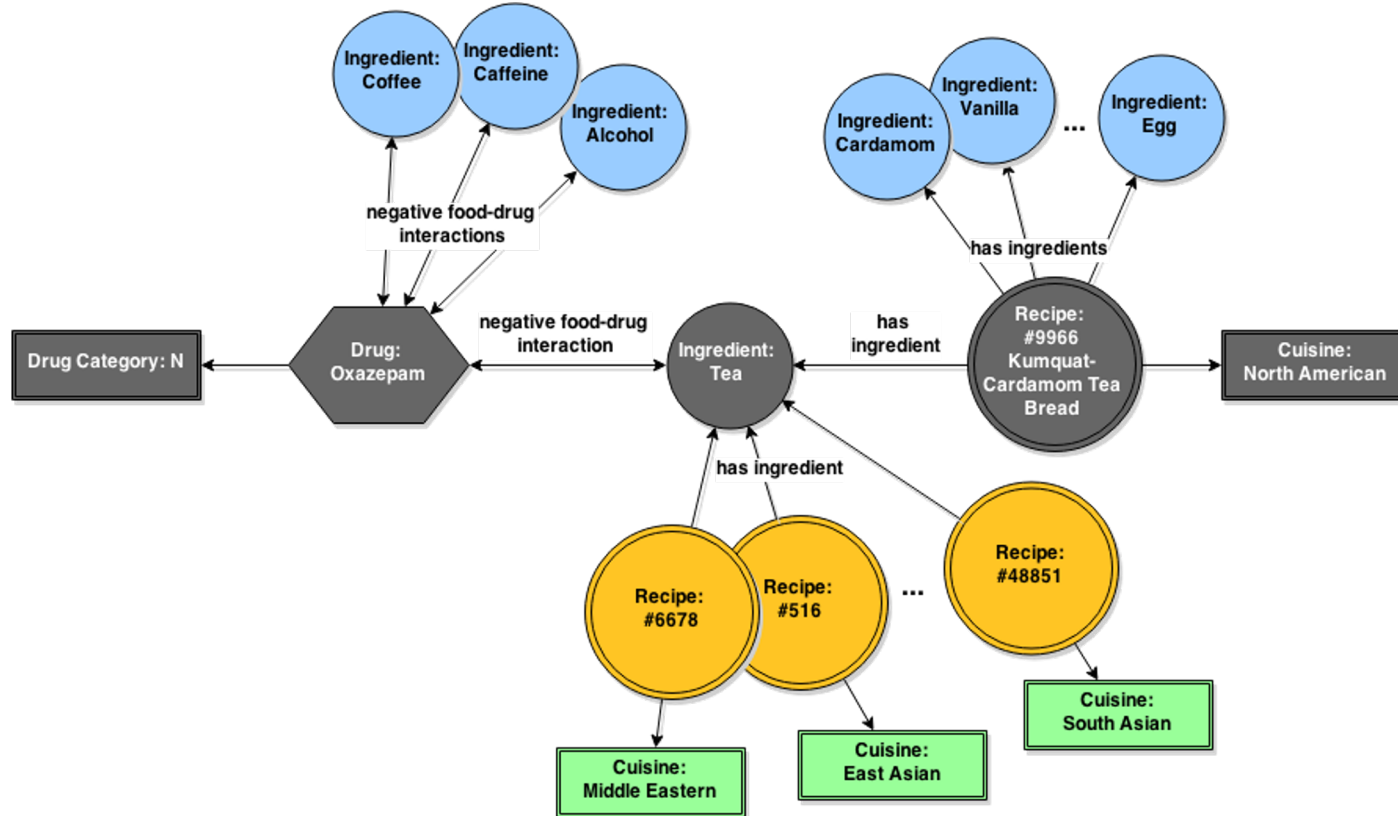 Ingredient:
Coffee
Ingredient:
Caffeine
Ingredient:
Alcohol
Ingredient:
Cardamom
Ingredient:
Vanilla
...
Ingredient:
Egg
negative food-drug
interactions
has ingredients
Drug Category: N
Drug:
Oxazepam
negative food-drug
interaction
Ingredient:
Tea
has
ingredient
Recipe:
#9966
Kumquat-
Cardamom Tea
Bread
Cuisine:
North American
has ingredient
Recipe:
#6678
Recipe:
#516
...
Recipe:
#48851
Cuisine:
Middle Eastern
Cuisine:
East Asian
Cuisine:
South Asian